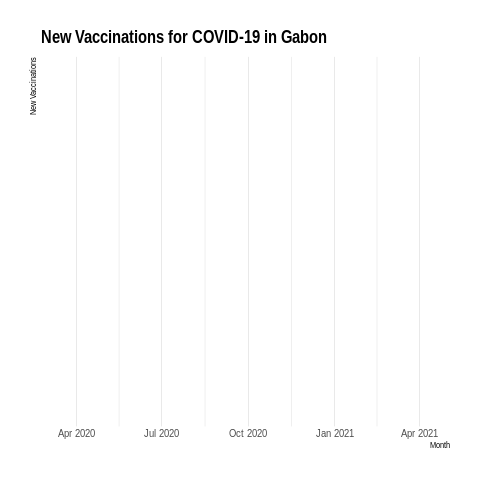 New Vaccinations for COVID-19 in Gabon
New Vaccinations
Apr 2020 Jul 2020 Oct 2020 Jan 2021 Apr 2021
Month